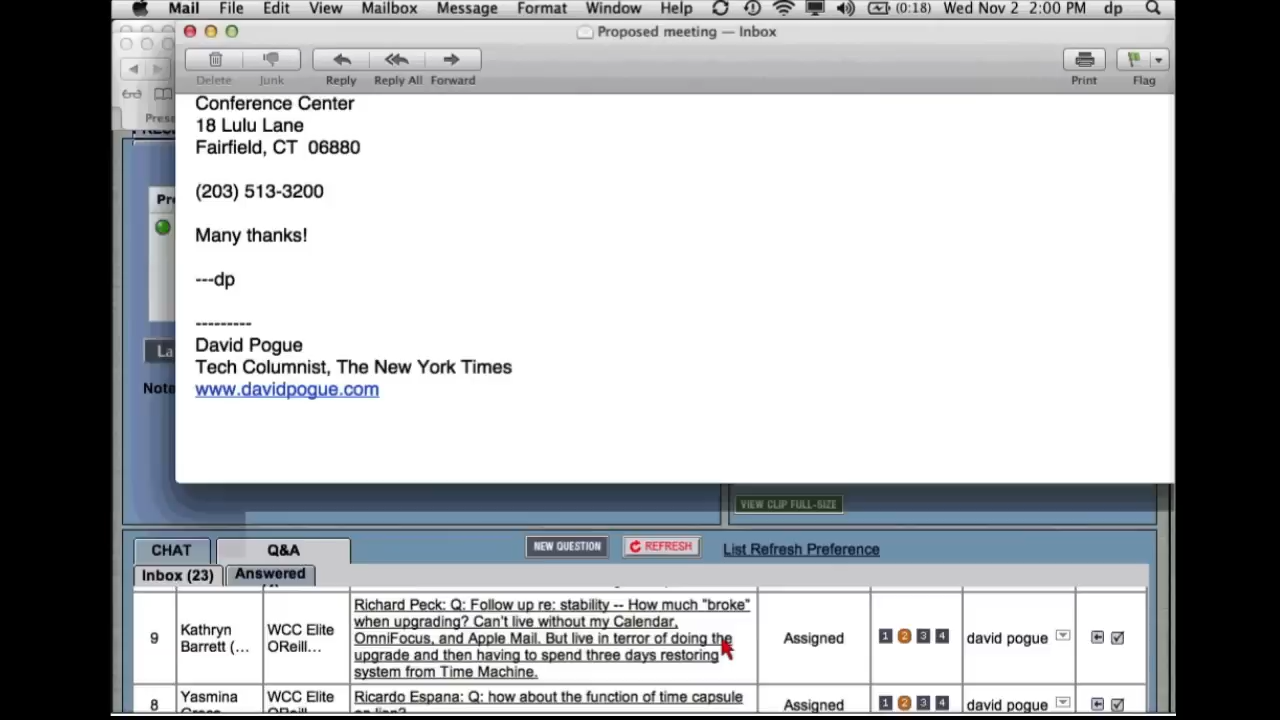 Mail File Edit View Mailbox Message Format Window Help (0:18) Wed Nov 2 2:00 PM dp
Proposed meeting — Inbox
Delete Junk Reply Reply All Forward Print Flag
Conference Center
18 Lulu Lane
Fairfield, CT 06880
(203) 513-3200
Many thanks!
---dp
---------
David Pogue
Tech Columnist, The New York Times
www.davidpogue.com
Note
VIEW CLIP FULL-SIZE
CHAT Q&A NEW QUESTION REFRESH List Refresh Preference
Inbox (23) Answered
9 Kathryn Barrett (... WCC Elite OReill... Richard Peck: Q: Follow up re: stability -- How much "broke"
when upgrading? Can't live without my Calendar,
OmniFocus, and Apple Mail. But live in terror of doing the
upgrade and then having to spend three days restoring
system from Time Machine. Assigned 1 2 3 4 david pogue
8 Yasmina WCC Elite Ricardo Espana: Q: how about the function of time capsule Assigned 1 2 3 4 david pogue